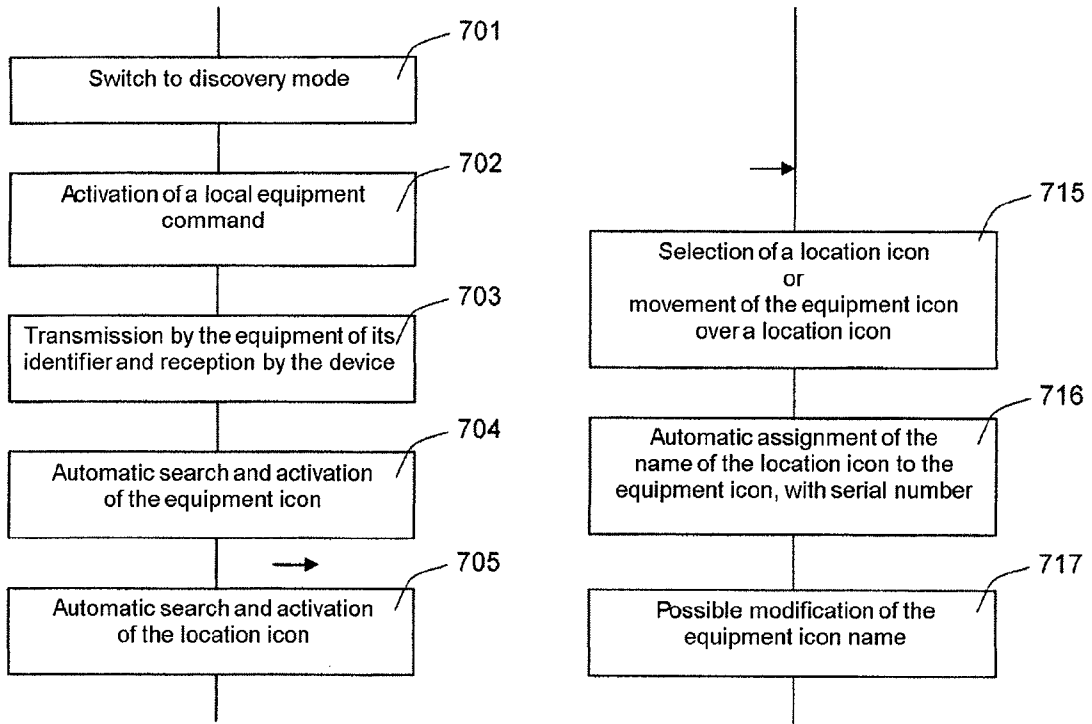 701
Switch to discovery mode
702
Activation of a local equipment
command
703
Transmission by the equipment of its
identifier and reception by the device
704
Automatic search and activation
of the equipment icon
705
Automatic search and activation
of the location icon
715
Selection of a location icon
or
movement of the equipment icon
over a location icon
716
Automatic assignment of the
name of the location icon to the
equipment icon, with serial number
717
Possible modification of the
equipment icon name